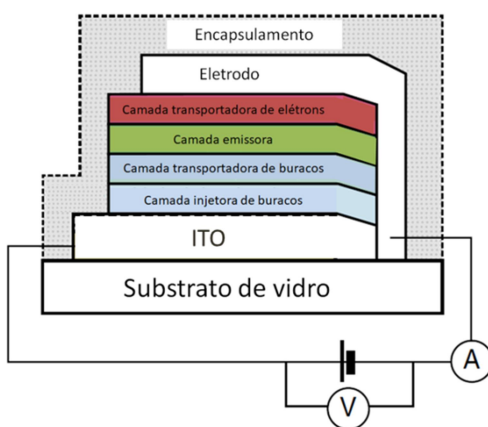 Encapsulamento
Eletrodo
Camada transportadora de elétrons
Camada emissora
Camada transportadora de buracos
Camada injetora de buracos
ITO
Substrato de vidro
A
V